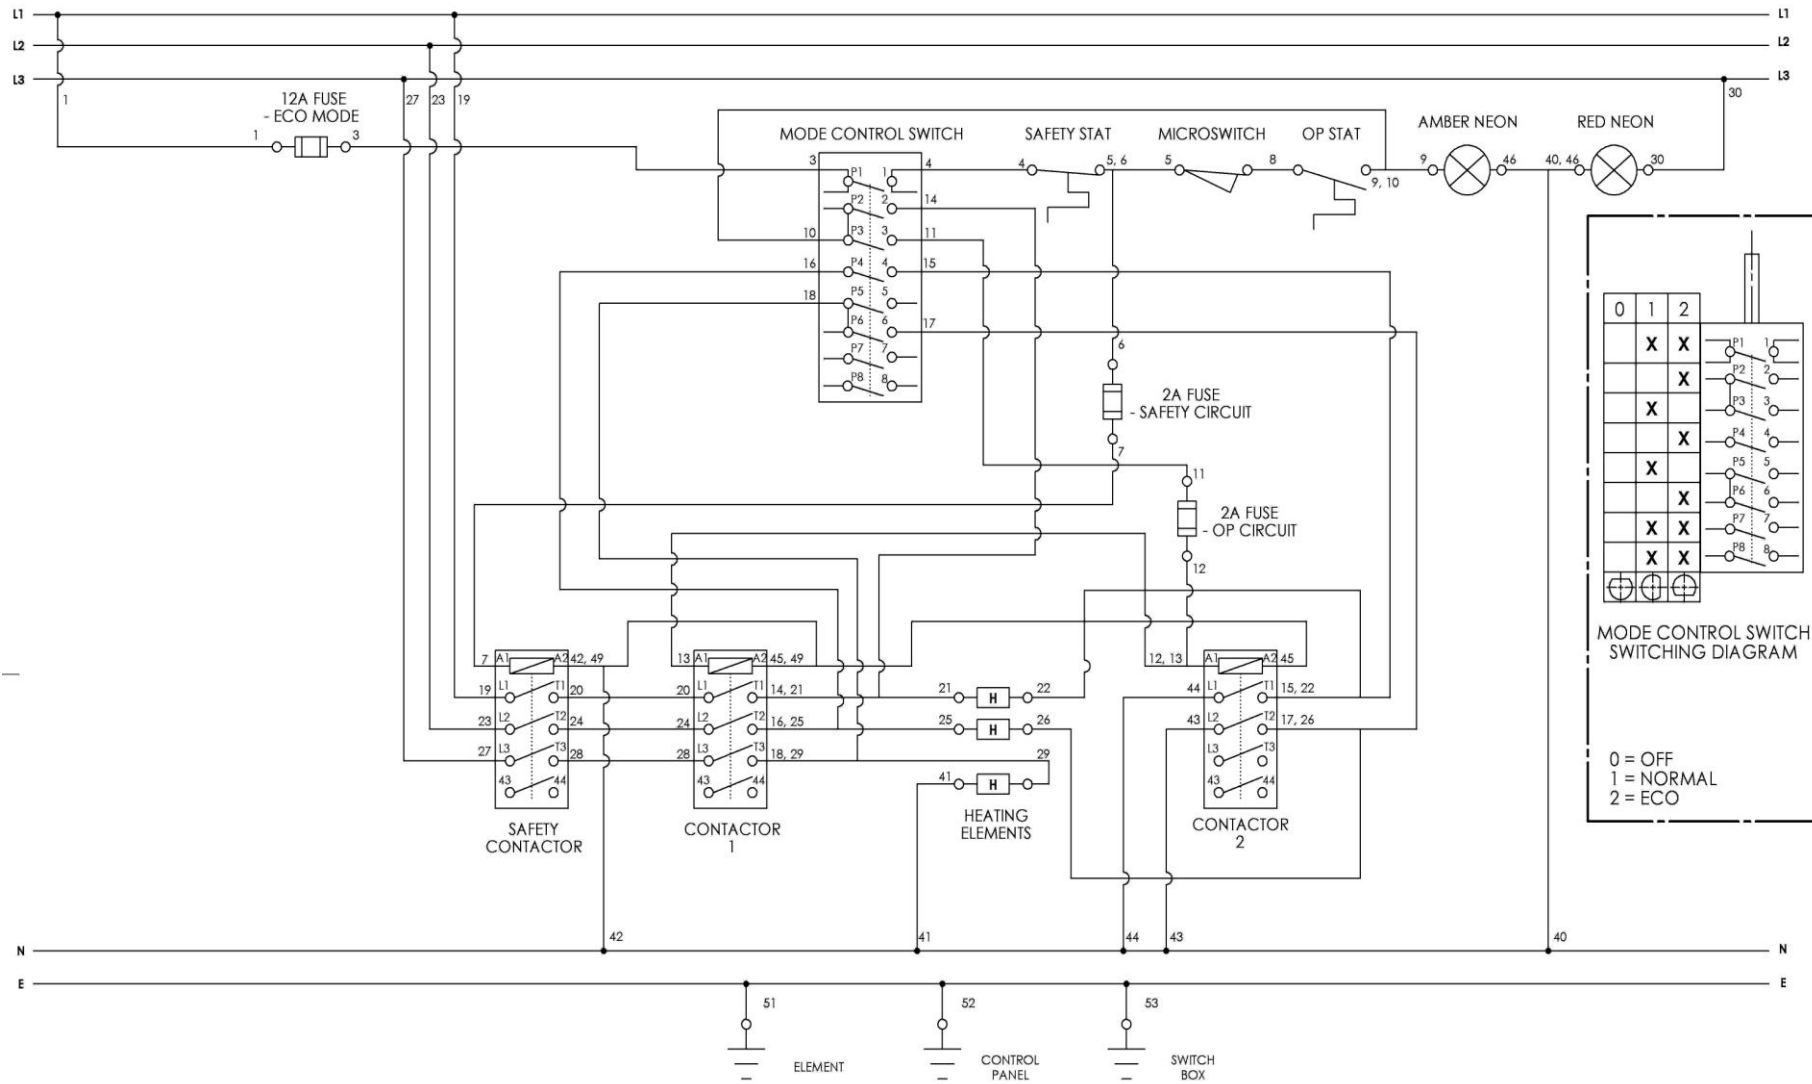 L1 L1
L2 L2
L3 L3
1 27 23 19 30
12A FUSE
- ECO MODE
1 3
MODE CONTROL SWITCH
SAFETY STAT
MICROSWITCH
OP STAT
AMBER NEON
RED NEON
3 4 4 5, 6 5 8 9, 10 9 46 40, 46 30
P1 1
P2 2 14
10 P3 3 11
16 P4 4 15
18 P5 5
P6 6 17
P7 7
P8 8
6
2A FUSE
- SAFETY CIRCUIT
7
11
2A FUSE
- OP CIRCUIT
12
0 1 2
X X P1 1
X P2 2
X P3 3
X P4 4
X P5 5
X P6 6
X X P7 7
X X P8 8
MODE CONTROL SWITCH
SWITCHING DIAGRAM
0 = OFF
1 = NORMAL
2 = ECO
7 A1 A2 42, 49
19 L1 T1 20
23 L2 T2 24
27 L3 T3 28
43 44
SAFETY
CONTACTOR
13 A1 A2 45, 49
20 L1 T1 14, 21
24 L2 T2 16, 25
28 L3 T3 18, 29
43 44
CONTACTOR
1
21 H 22
25 H 26
29
41 H
HEATING
ELEMENTS
12, 13 A1 A2 45
44 L1 T1 15, 22
43 L2 T2 17, 26
L3 T3
43 44
CONTACTOR
2
N 42 41 44 43 40 N
E E
51 52 53
ELEMENT
CONTROL
PANEL
SWITCH
BOX